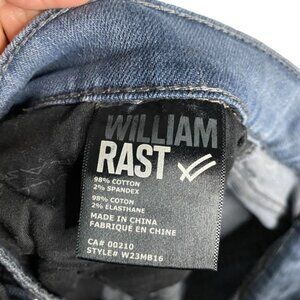 WILLIAM
RAST
98% COTTON
2% SPANDEX
98% COTON
2% ELASTHANE
MADE IN CHINA
FABRIQUÉ EN CHINE
CA# 00210
STYLE# W23MB16